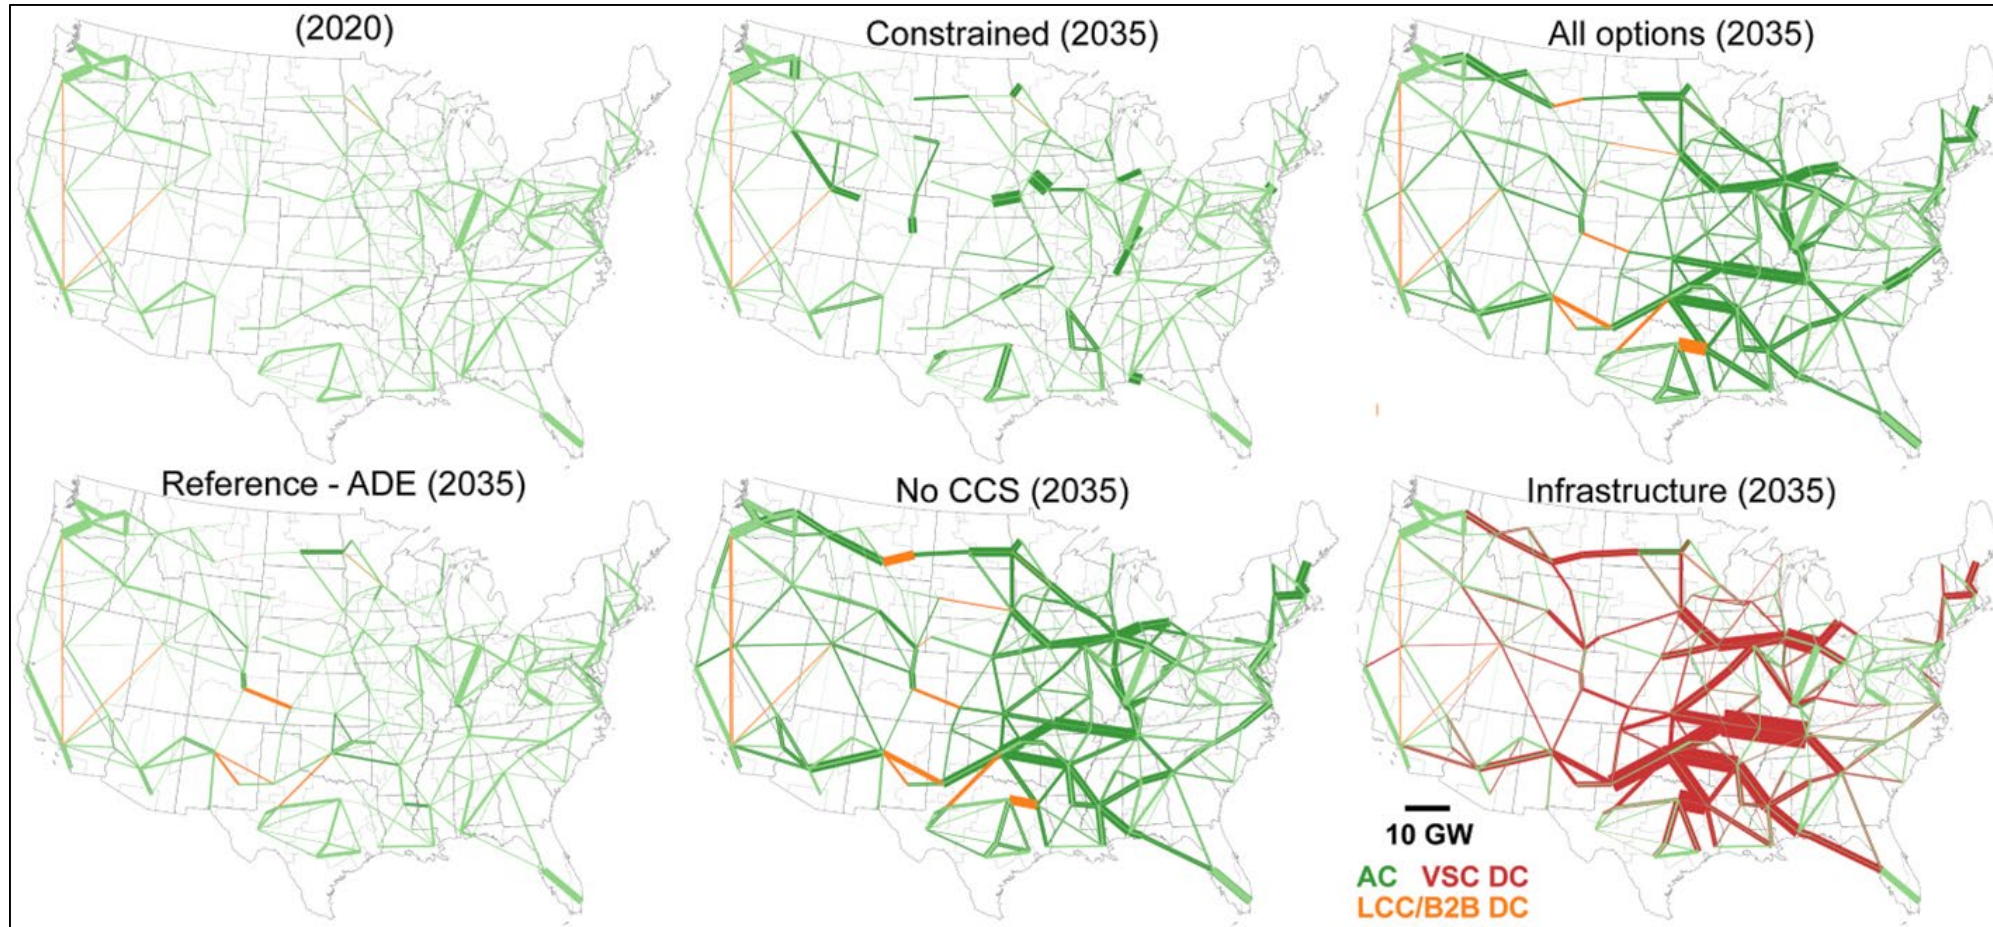 (2020)
Constrained (2035)
All options (2035)
Reference - ADE (2035)
No CCS (2035)
Infrastructure (2035)
10 GW
AC VSC DC
LCC/B2B DC